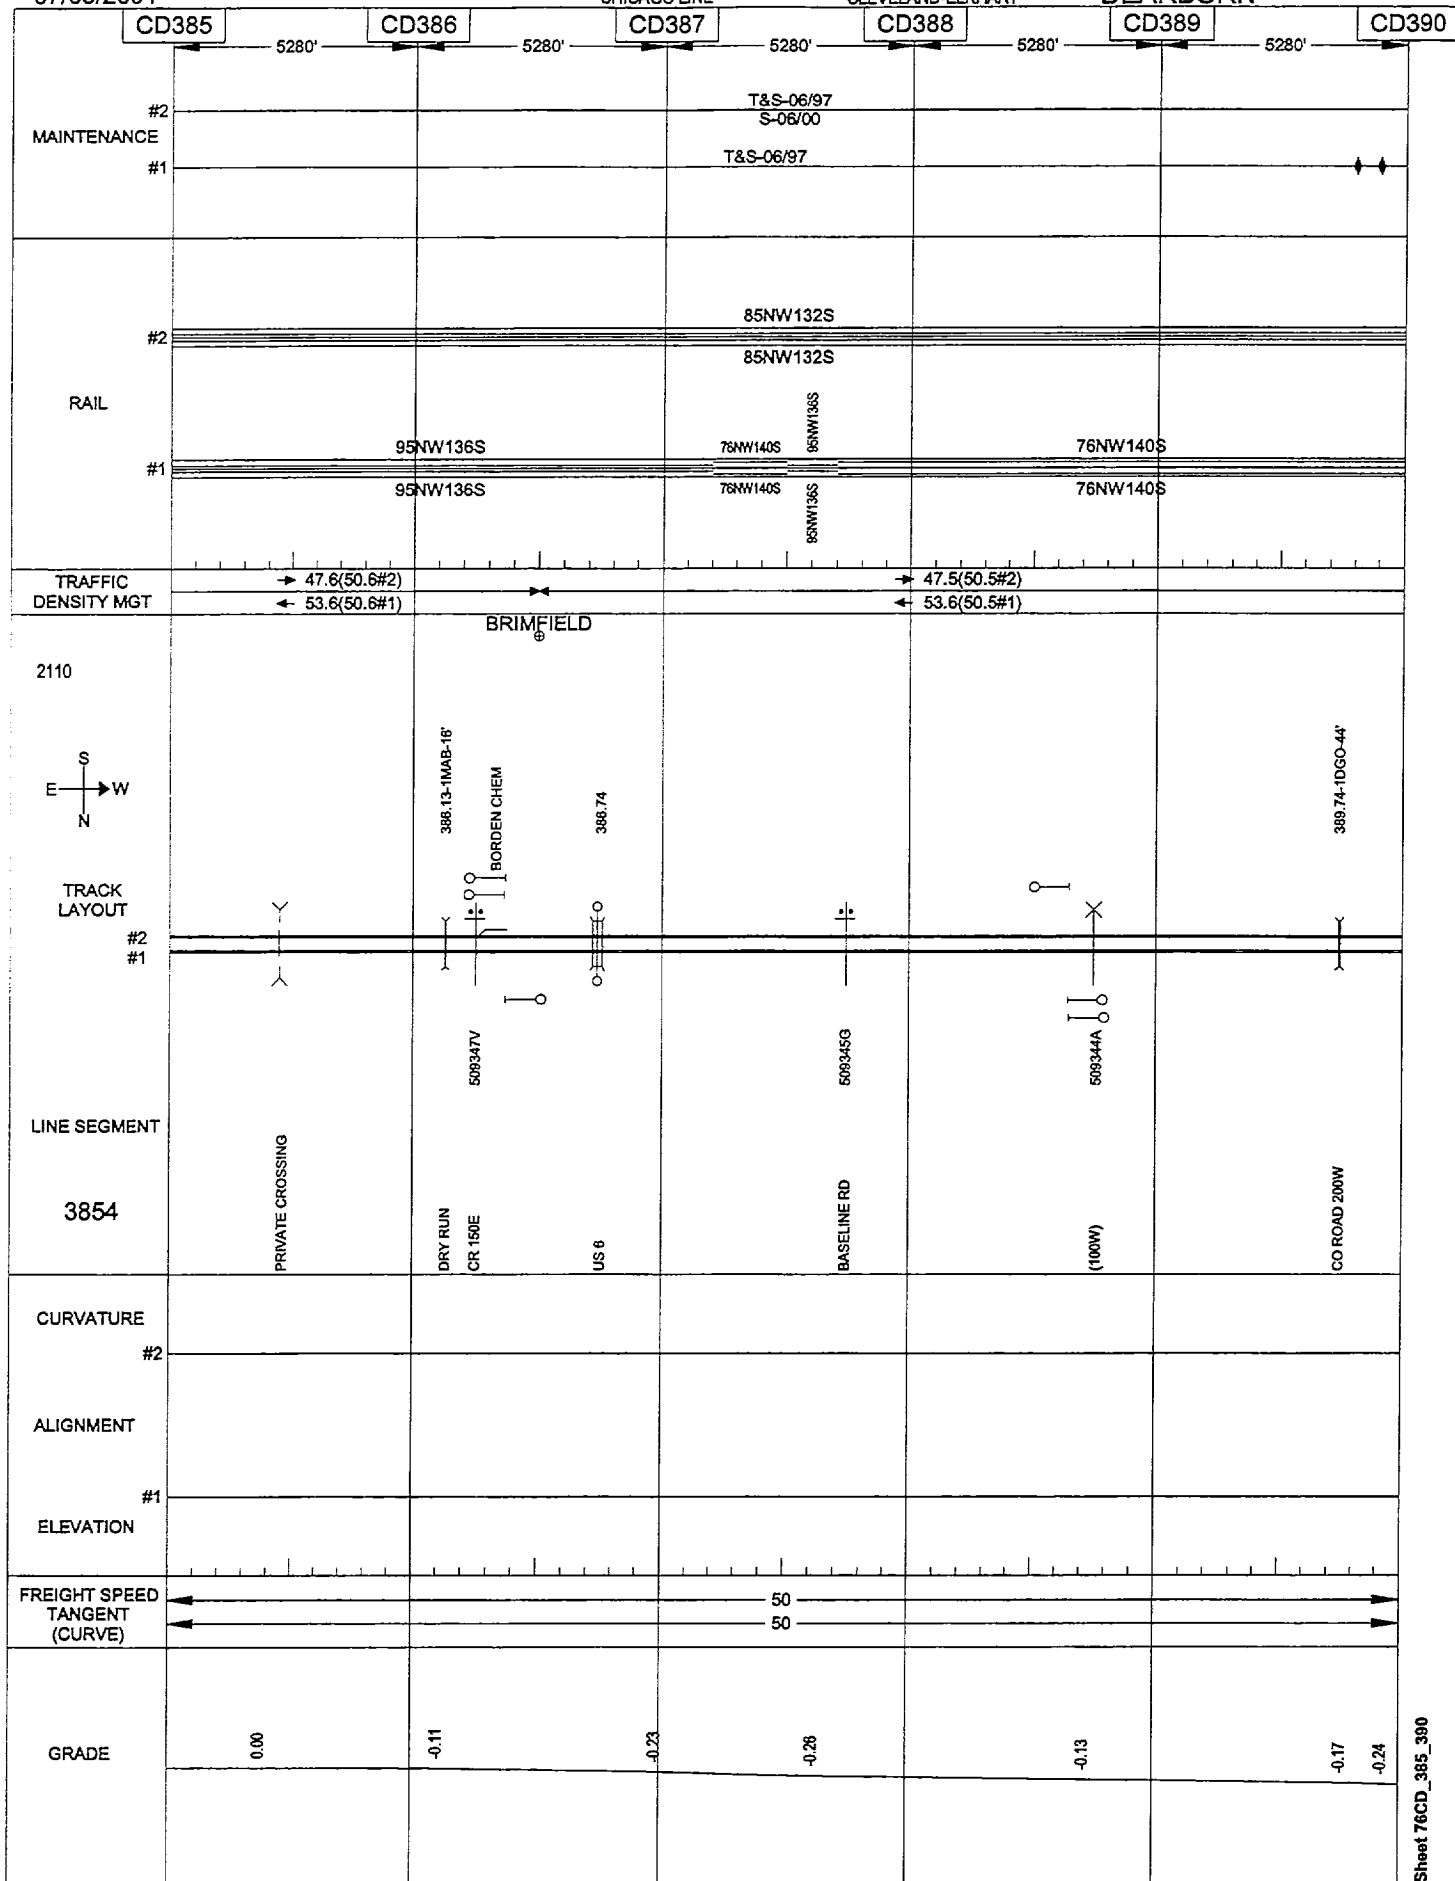 CD385 CD386 CD387 CD388 CD389 CD390
5280' 5280' 5280' 5280' 5280'
MAINTENANCE
#2
T&S-06/97
S-06/00
#1
T&S-06/97
RAIL
85NW132S
#2
85NW132S
95NW136S 76NW140S 95NW136S 76NW140S
#1
95NW136S 76NW140S 95NW136S 76NW140S
TRAFFIC
DENSITY MGT
47.6(50.6#2) 47.5(50.5#2)
53.6(50.6#1) 53.6(50.5#1)
BRIMFIELD
2110
S
E W
N
386.13-1MAB-16'
BORDEN CHEM
386.74
389.74-1DGO-44'
TRACK
LAYOUT
#2
#1
509347V
509345G
509344A
LINE SEGMENT
3854
PRIVATE CROSSING
DRY RUN
CR 150E
US 6
BASELINE RD
(100W)
CO ROAD 200W
CURVATURE
#2
ALIGNMENT
#1
ELEVATION
FREIGHT SPEED
TANGENT
(CURVE)
50
50
GRADE
0.00 -0.11 -0.23 -0.26 -0.13 -0.17 -0.24
Sheet 76CD_385_390